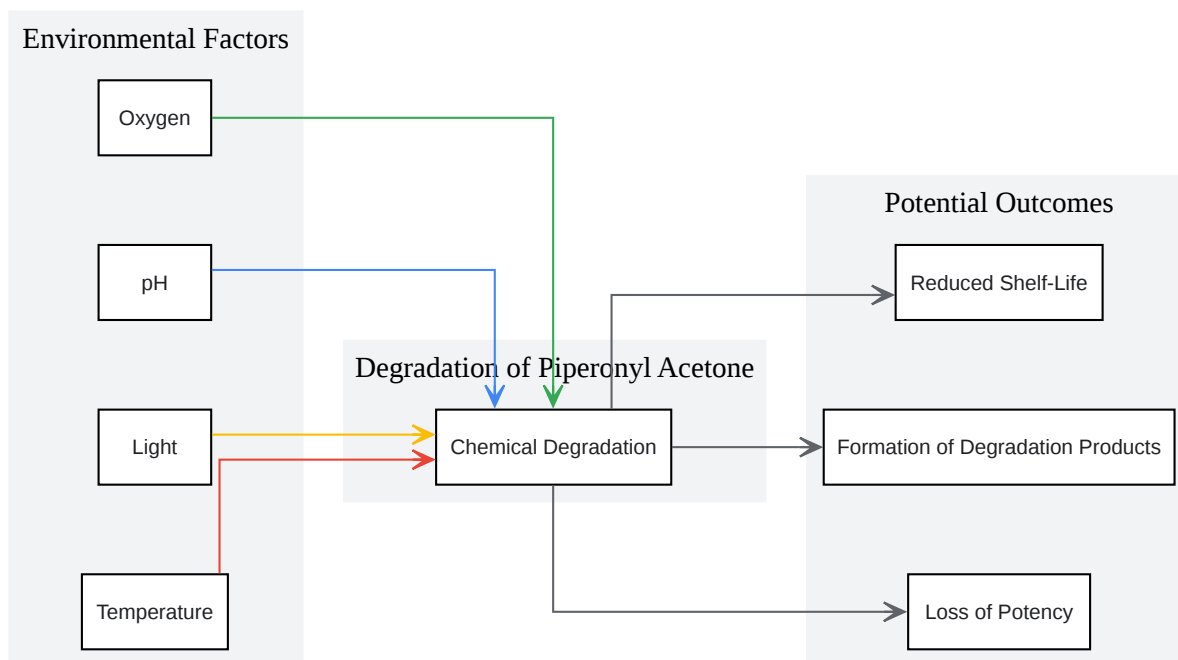 Environmental Factors
Oxygen
pH
Light
Temperature
Degradation of Piperonyl Acetone
Chemical Degradation
Potential Outcomes
Reduced Shelf-Life
Formation of Degradation Products
Loss of Potency